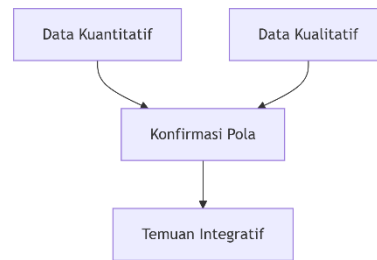 Data Kuantitatif
Data Kualitatif
Konfirmasi Pola
Temuan Integratif